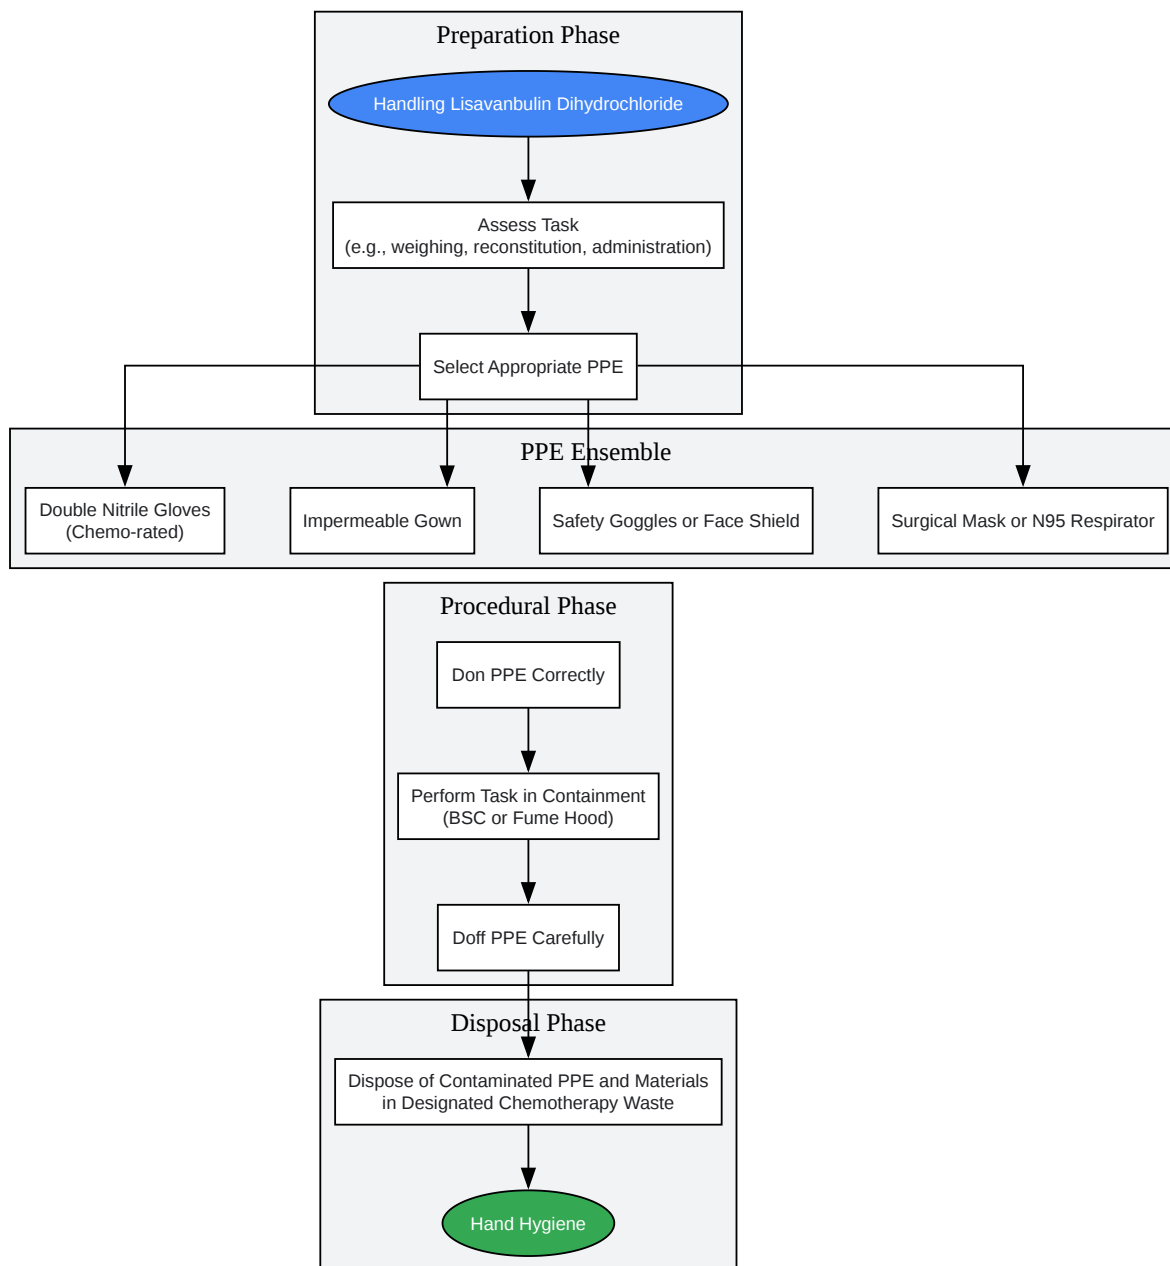 Preparation Phase
Handling Lisavanbulin Dihydrochloride
Assess Task
(e.g., weighing, reconstitution, administration)
Select Appropriate PPE
PPE Ensemble
Double Nitrile Gloves
(Chemo-rated)
Impermeable Gown
Safety Goggles or Face Shield
Surgical Mask or N95 Respirator
Procedural Phase
Don PPE Correctly
Perform Task in Containment
(BSC or Fume Hood)
Doff PPE Carefully
Disposal Phase
Dispose of Contaminated PPE and Materials
in Designated Chemotherapy Waste
Hand Hygiene